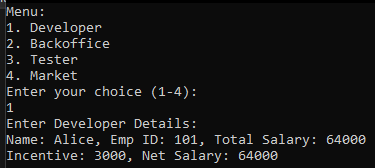 Menu:
1. Developer
2. Backoffice
3. Tester
4. Market
Enter your choice (1-4):
1
Enter Developer Details:
Name: Alice, Emp ID: 101, Total Salary: 64000
Incentive: 3000, Net Salary: 64000